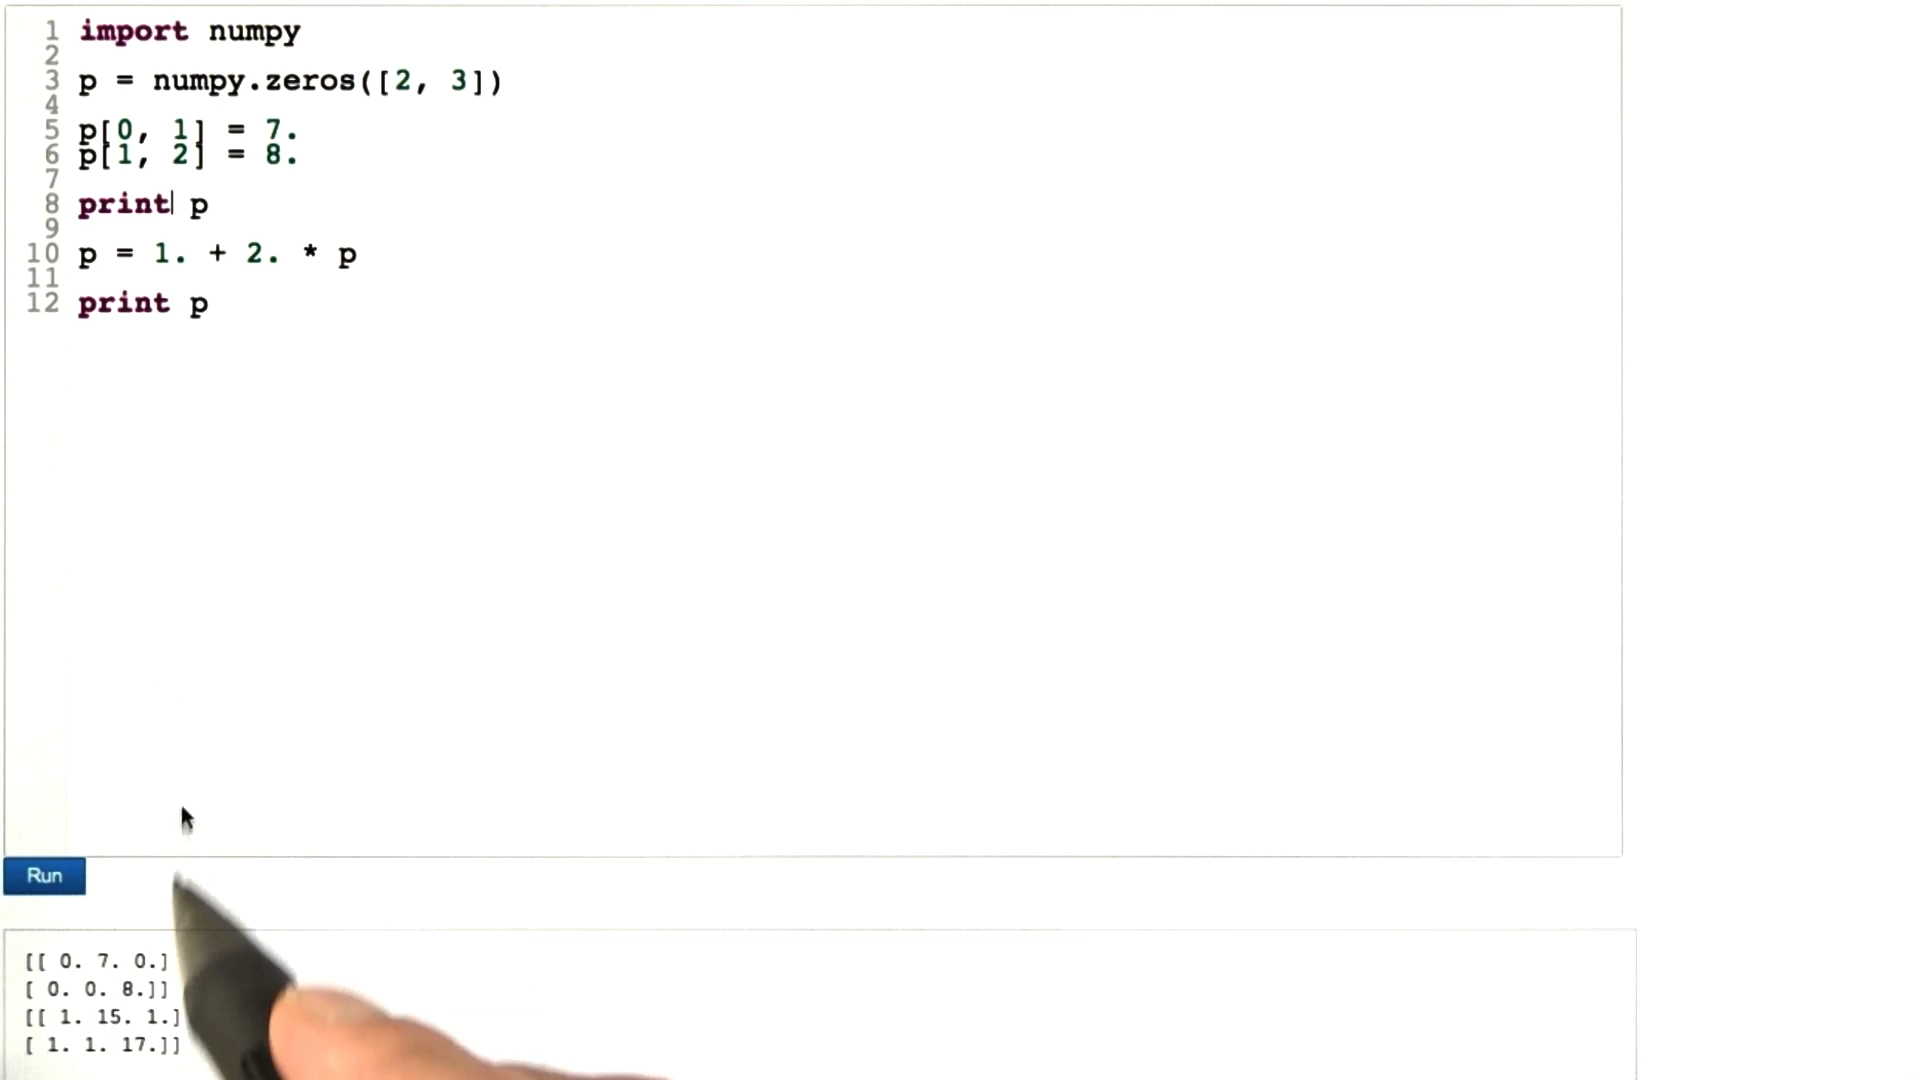 1 import numpy
2
3 p = numpy.zeros([2, 3])
4
5 p[0, 1] = 7.
6 p[1, 2] = 8.
7
8 print p
9
10 p = 1. + 2. * p
11
12 print p
Run
[[ 0. 7. 0.]
[ 0. 0. 8.]]
[[ 1. 15. 1.]
[ 1. 1. 17.]]